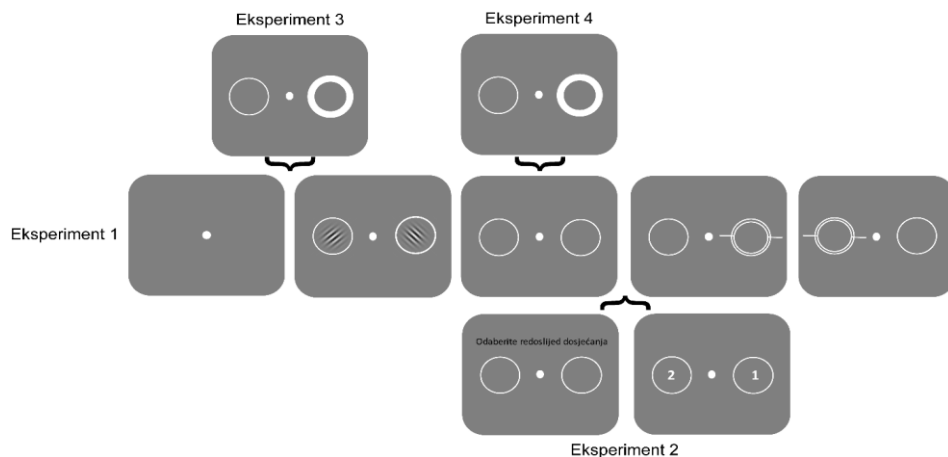 Eksperiment 3
Eksperiment 4
Eksperiment 1
Odaberite redoslijed dosjećanja
2
1
Eksperiment 2